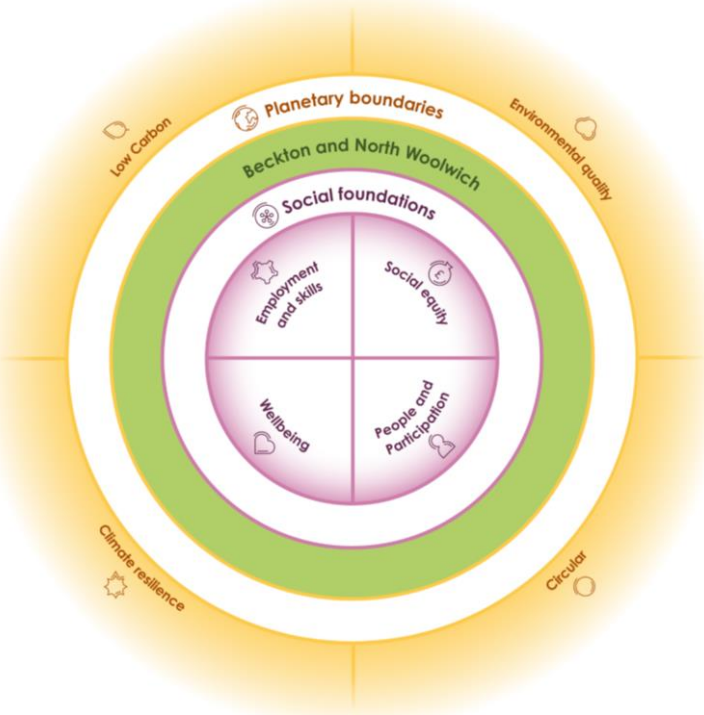 Planetary boundaries
Low Carbon
Environmental quality
Beckton and North Woolwich
Social foundations
Employment
and skills
Social equity
£
Wellbeing
People and
Participation
Climate resilience
Circular